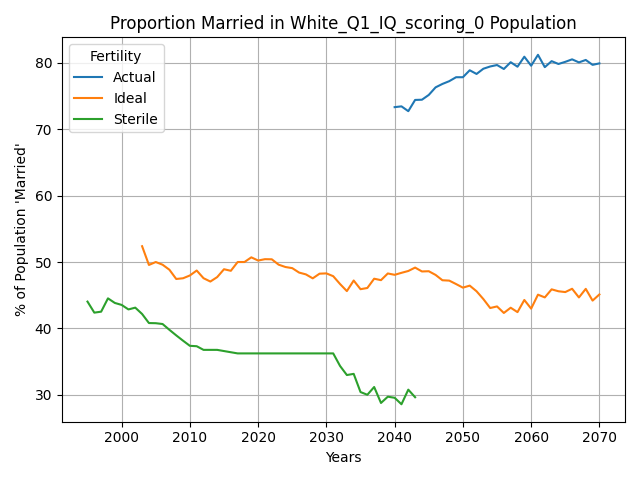 Proportion Married in White_Q1_IQ_scoring_0 Population
% of Population 'Married'
80
70
60
50
40
30
Fertility
Actual
Ideal
Sterile
2000 2010 2020 2030 2040 2050 2060 2070
Years